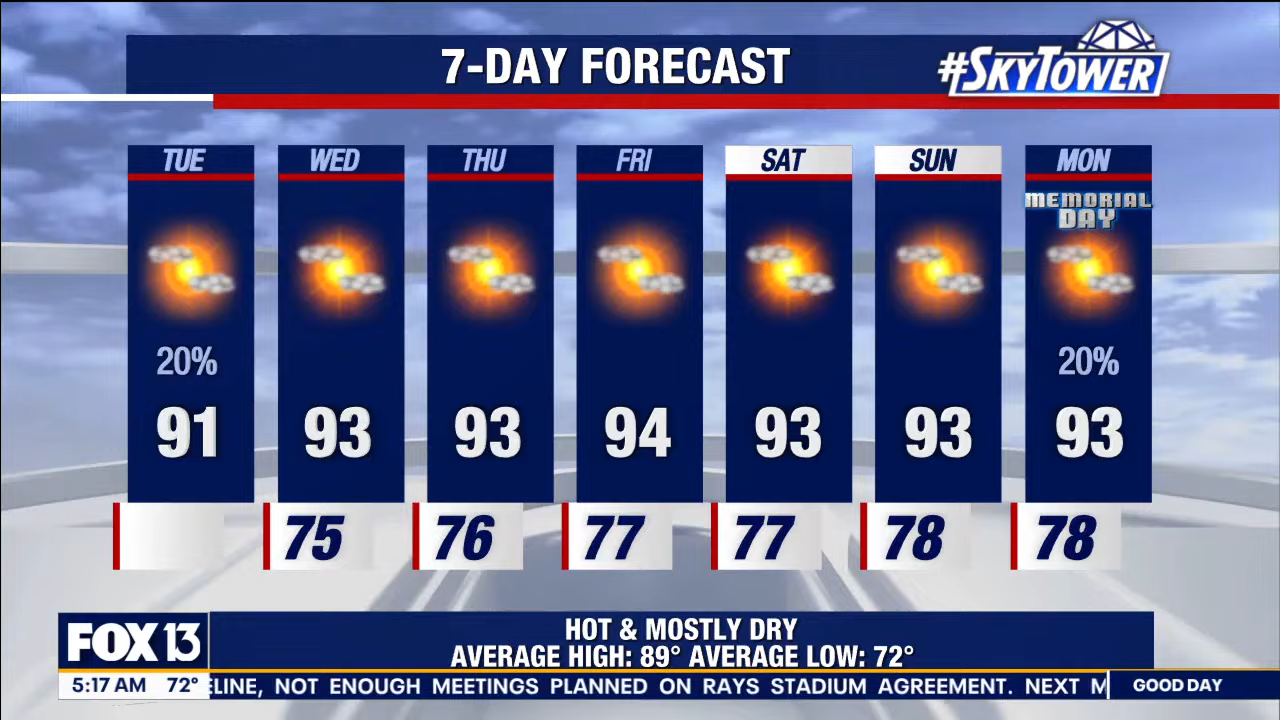 7-DAY FORECAST
#SKYTOWER
TUE WED THU FRI SAT SUN MON
MEMORIAL
DAY
20% 20%
91 93 93 94 93 93 93
75 76 77 77 78 78
FOX 13
HOT & MOSTLY DRY
AVERAGE HIGH: 89° AVERAGE LOW: 72°
5:17 AM 72° ELINE, NOT ENOUGH MEETINGS PLANNED ON RAYS STADIUM AGREEMENT. NEXT M GOOD DAY